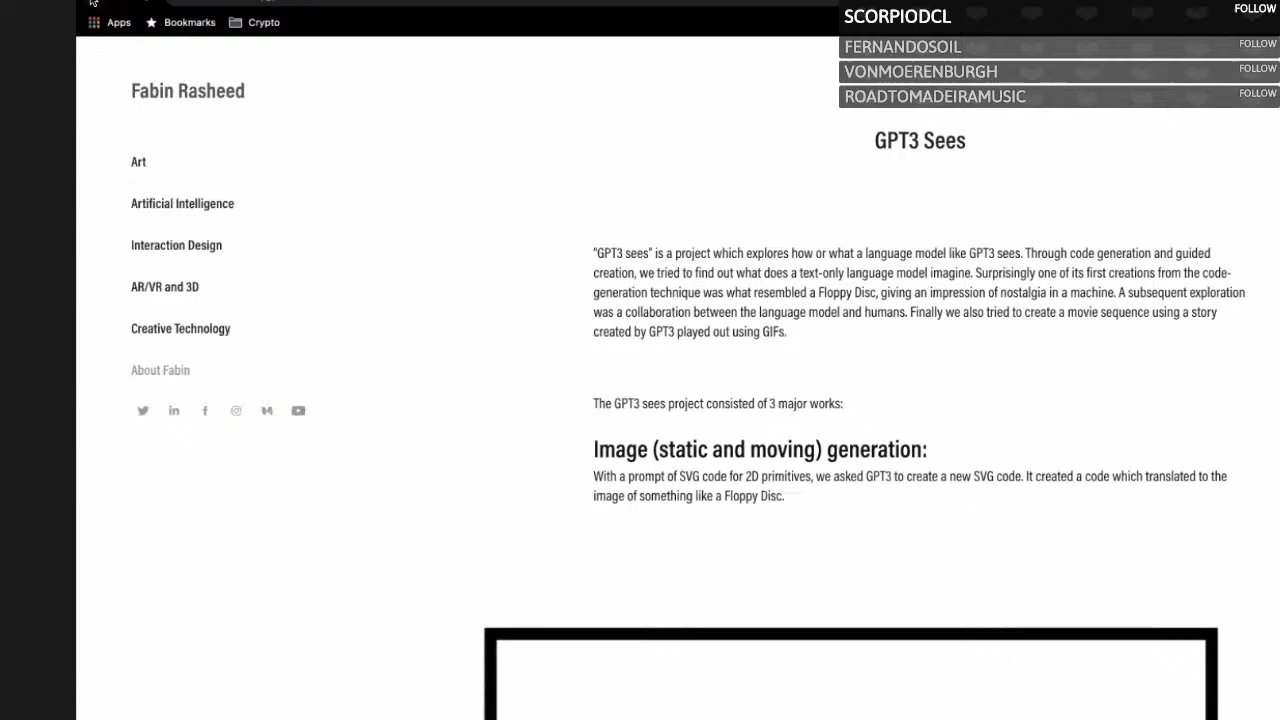 Apps
Bookmarks
Crypto
SCORPIODCL
FOLLOW
FERNANDOSOIL
FOLLOW
VONMOERENBURGH
FOLLOW
ROADTOMADEIRAMUSIC
FOLLOW
Fabin Rasheed
Art
Artificial Intelligence
Interaction Design
AR/VR and 3D
Creative Technology
About Fabin
GPT3 Sees
“GPT3 sees” is a project which explores how or what a language model like GPT3 sees. Through code generation and guided
creation, we tried to find out what does a text-only language model imagine. Surprisingly one of its first creations from the code-
generation technique was what resembled a Floppy Disc, giving an impression of nostalgia in a machine. A subsequent exploration
was a collaboration between the language model and humans. Finally we also tried to create a movie sequence using a story
created by GPT3 played out using GIFs.
The GPT3 sees project consisted of 3 major works:
Image (static and moving) generation:
With a prompt of SVG code for 2D primitives, we asked GPT3 to create a new SVG code. It created a code which translated to the
image of something like a Floppy Disc.